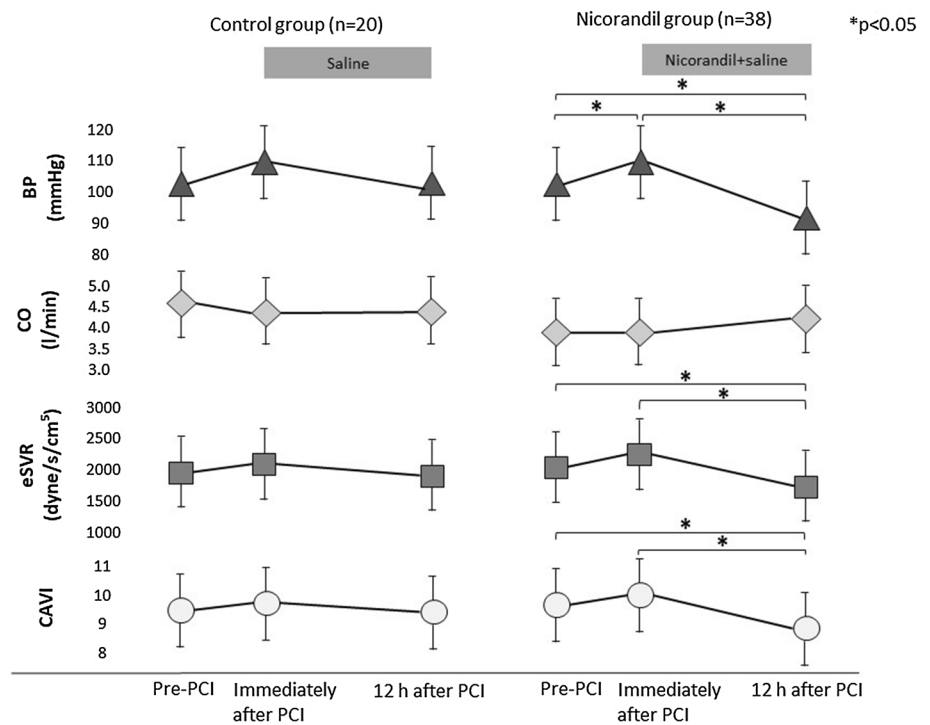 Control group (n=20)
Nicorandil group (n=38)
*p<0.05
Saline
Nicorandil+saline
*
*
*
BP
(mmHg)
120
110
100
90
80
CO
(l/min)
5.0
4.5
4.0
3.5
3.0
*
*
eSVR
(dyne/s/cm⁵)
3000
2500
2000
1500
1000
*
*
CAVI
11
10
9
8
Pre-PCI
Immediately
after PCI
12 h after PCI
Pre-PCI
Immediately
after PCI
12 h after PCI